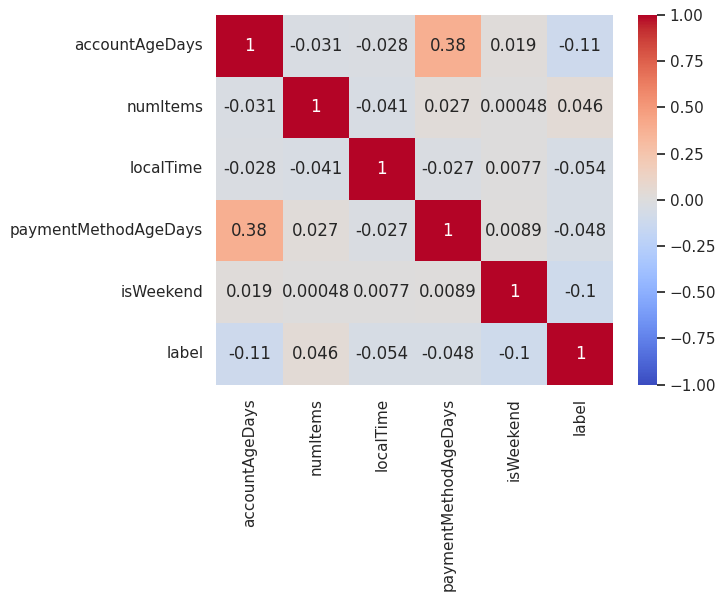 accountAgeDays 1 -0.031 -0.028 0.38 0.019 -0.11
numItems -0.031 1 -0.041 0.027 0.00048 0.046
localTime -0.028 -0.041 1 -0.027 0.0077 -0.054
paymentMethodAgeDays 0.38 0.027 -0.027 1 0.0089 -0.048
isWeekend 0.019 0.00048 0.0077 0.0089 1 -0.1
label -0.11 0.046 -0.054 -0.048 -0.1 1
accountAgeDays
numItems
localTime
paymentMethodAgeDays
isWeekend
label
1.00
0.75
0.50
0.25
0.00
−0.25
−0.50
−0.75
−1.00